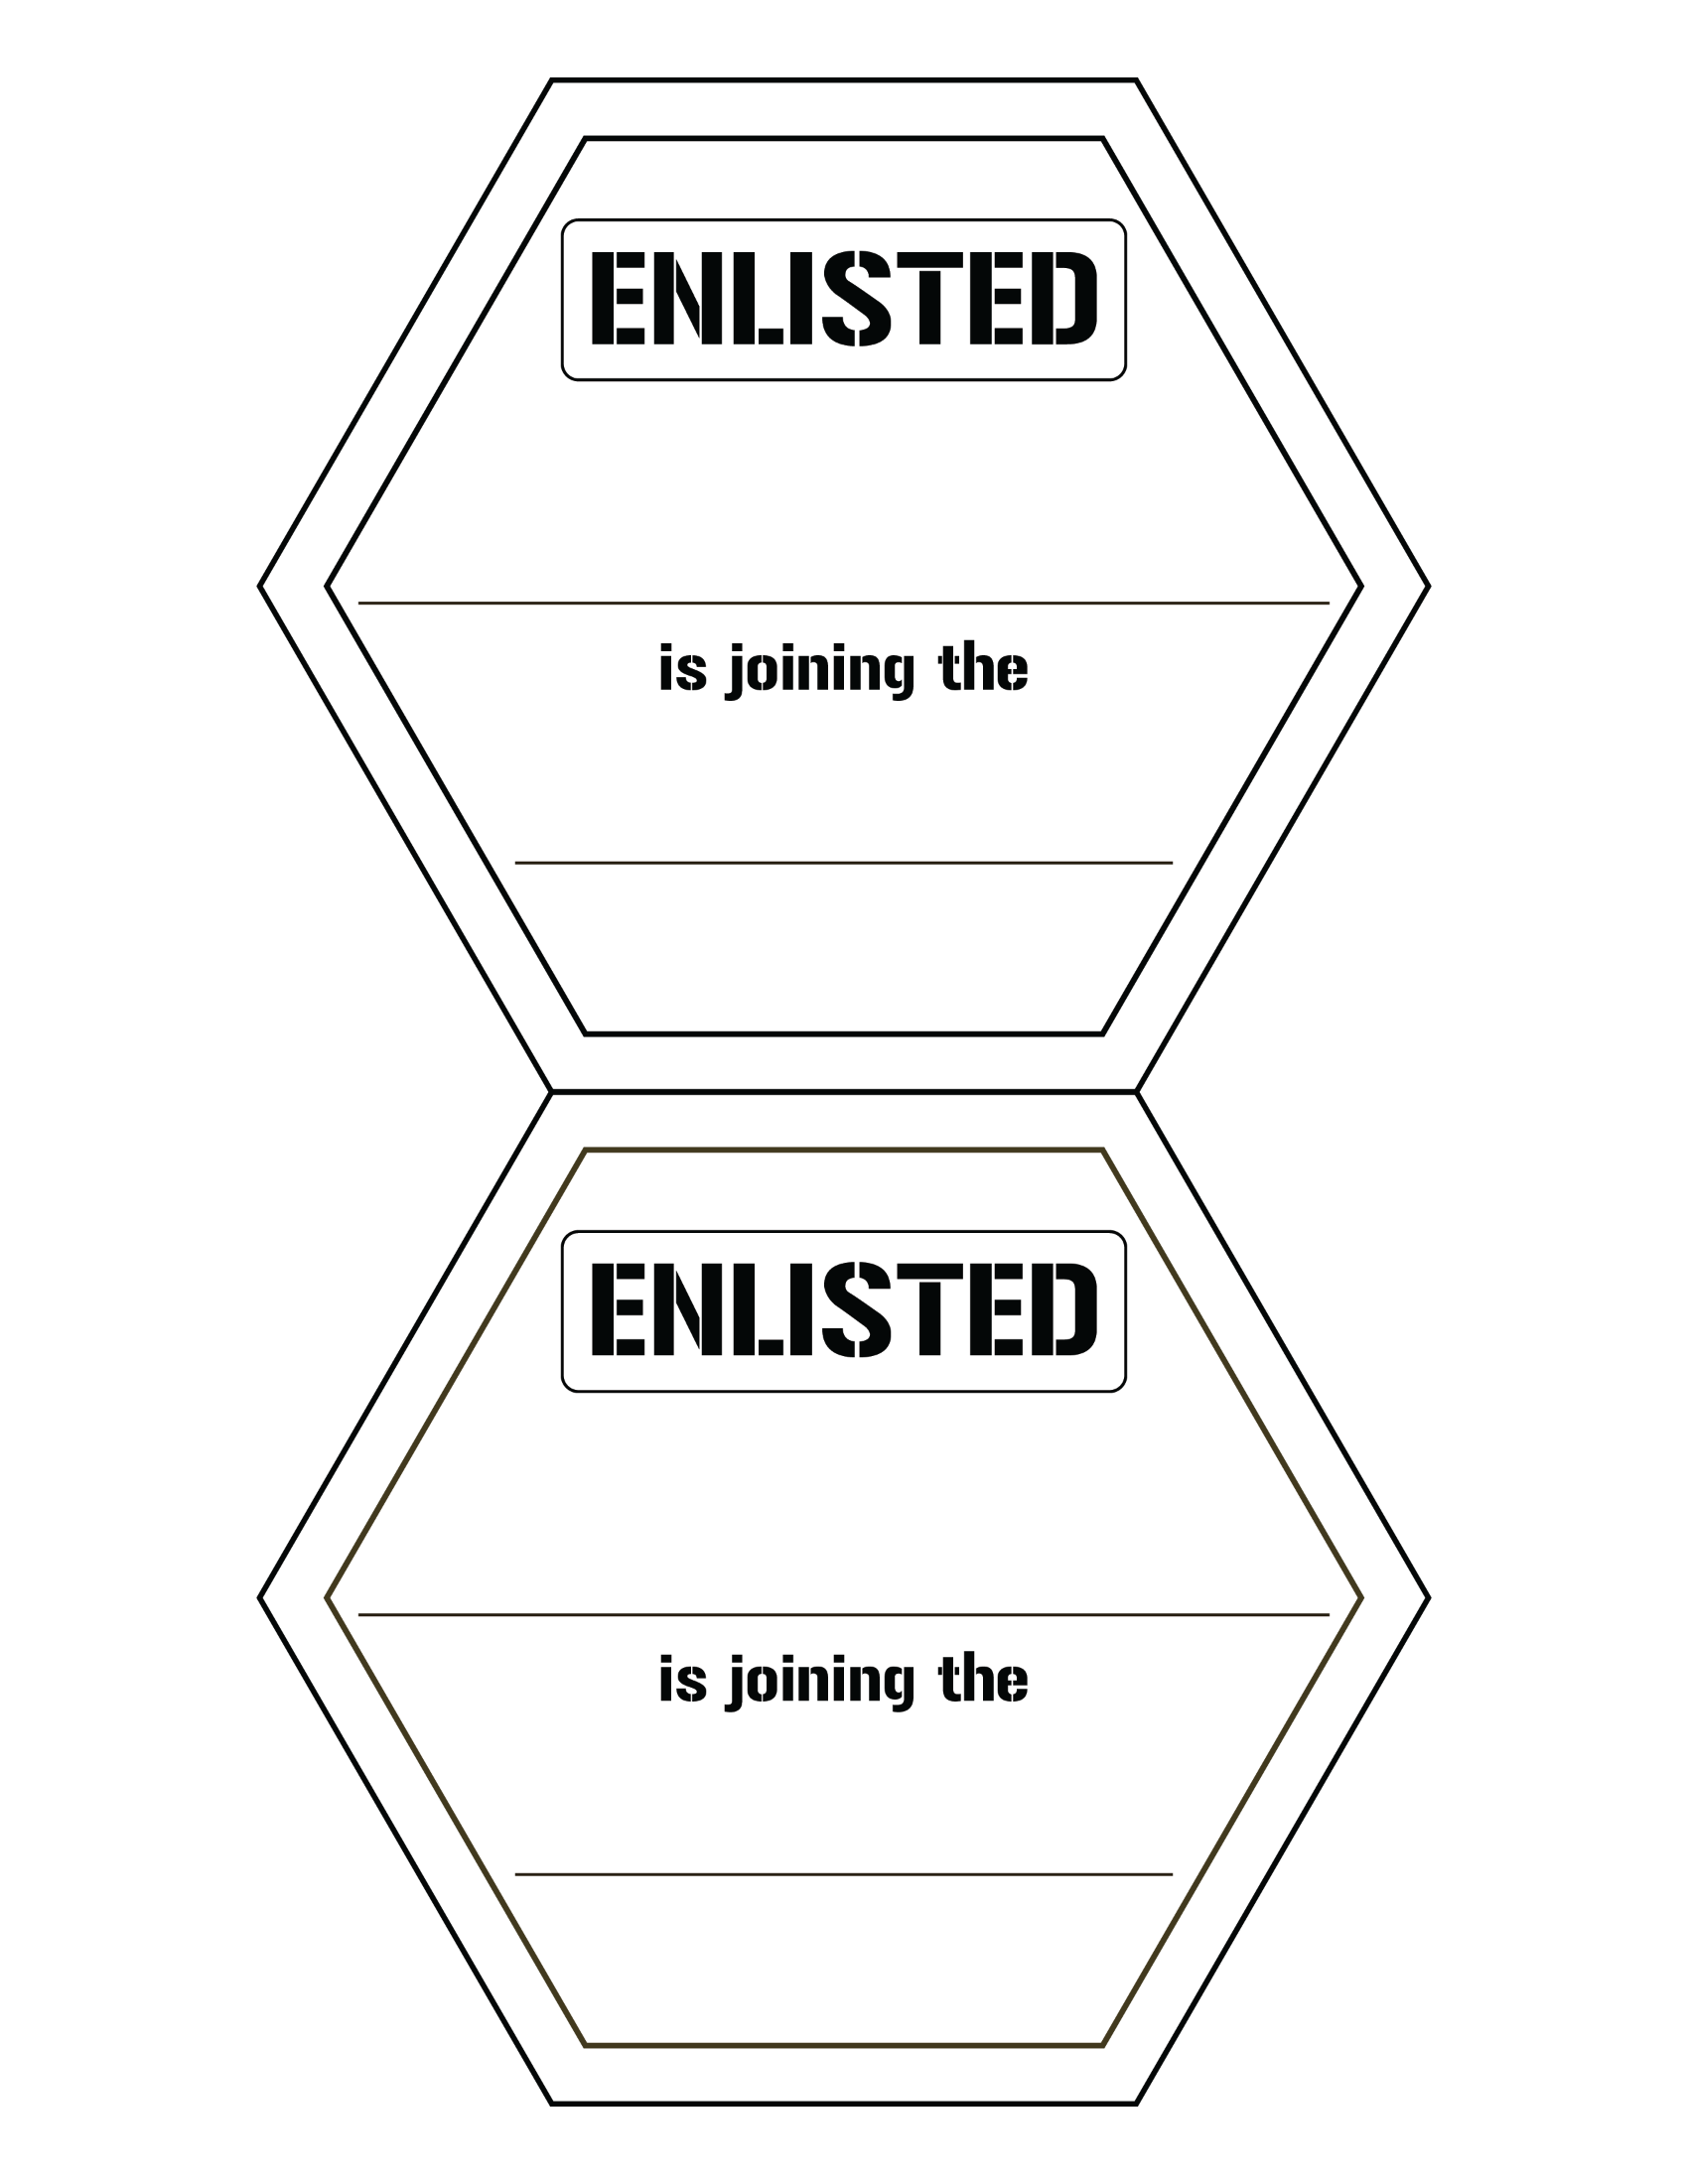 ENLISTED
is joining the
ENLISTED
is joining the